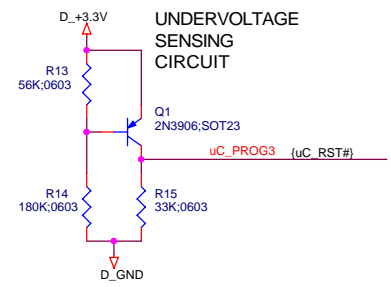 D_+3.3V
UNDERVOLTAGE
SENSING
CIRCUIT
R13
56K;0603
Q1
2N3906;SOT23
uC_PROG3 {uC_RST#}
R14
180K;0603
R15
33K;0603
D_GND